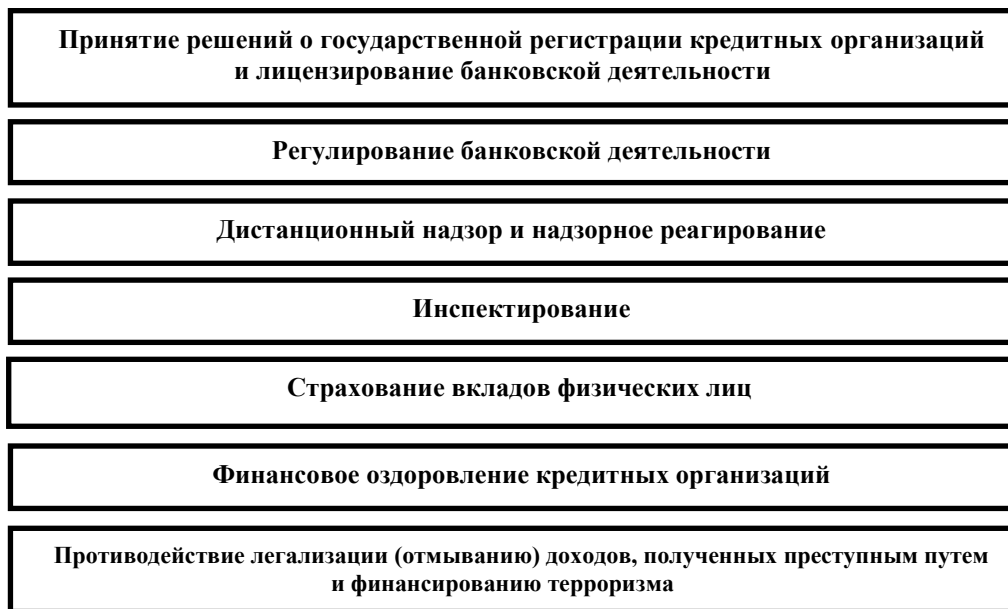 Принятие решений о государственной регистрации кредитных организаций
и лицензирование банковской деятельности
Регулирование банковской деятельности
Дистанционный надзор и надзорное реагирование
Инспектирование
Страхование вкладов физических лиц
Финансовое оздоровление кредитных организаций
Противодействие легализации (отмыванию) доходов, полученных преступным путем
и финансированию терроризма